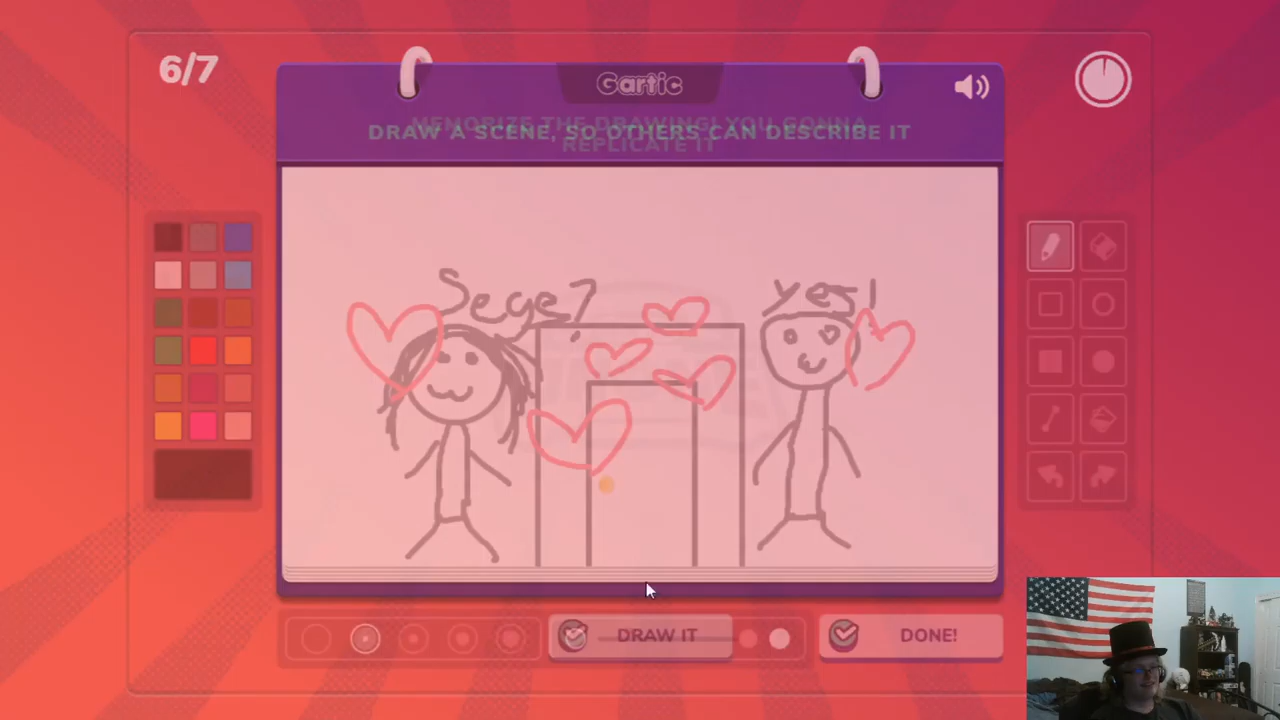 6/7
Gartic
MEMORIZE THE DRAWING! YOU GONNA
DRAW A SCENE, SO OTHERS CAN DESCRIBE IT
REPLICATE IT
Sege?
yes!
DRAW IT
DONE!